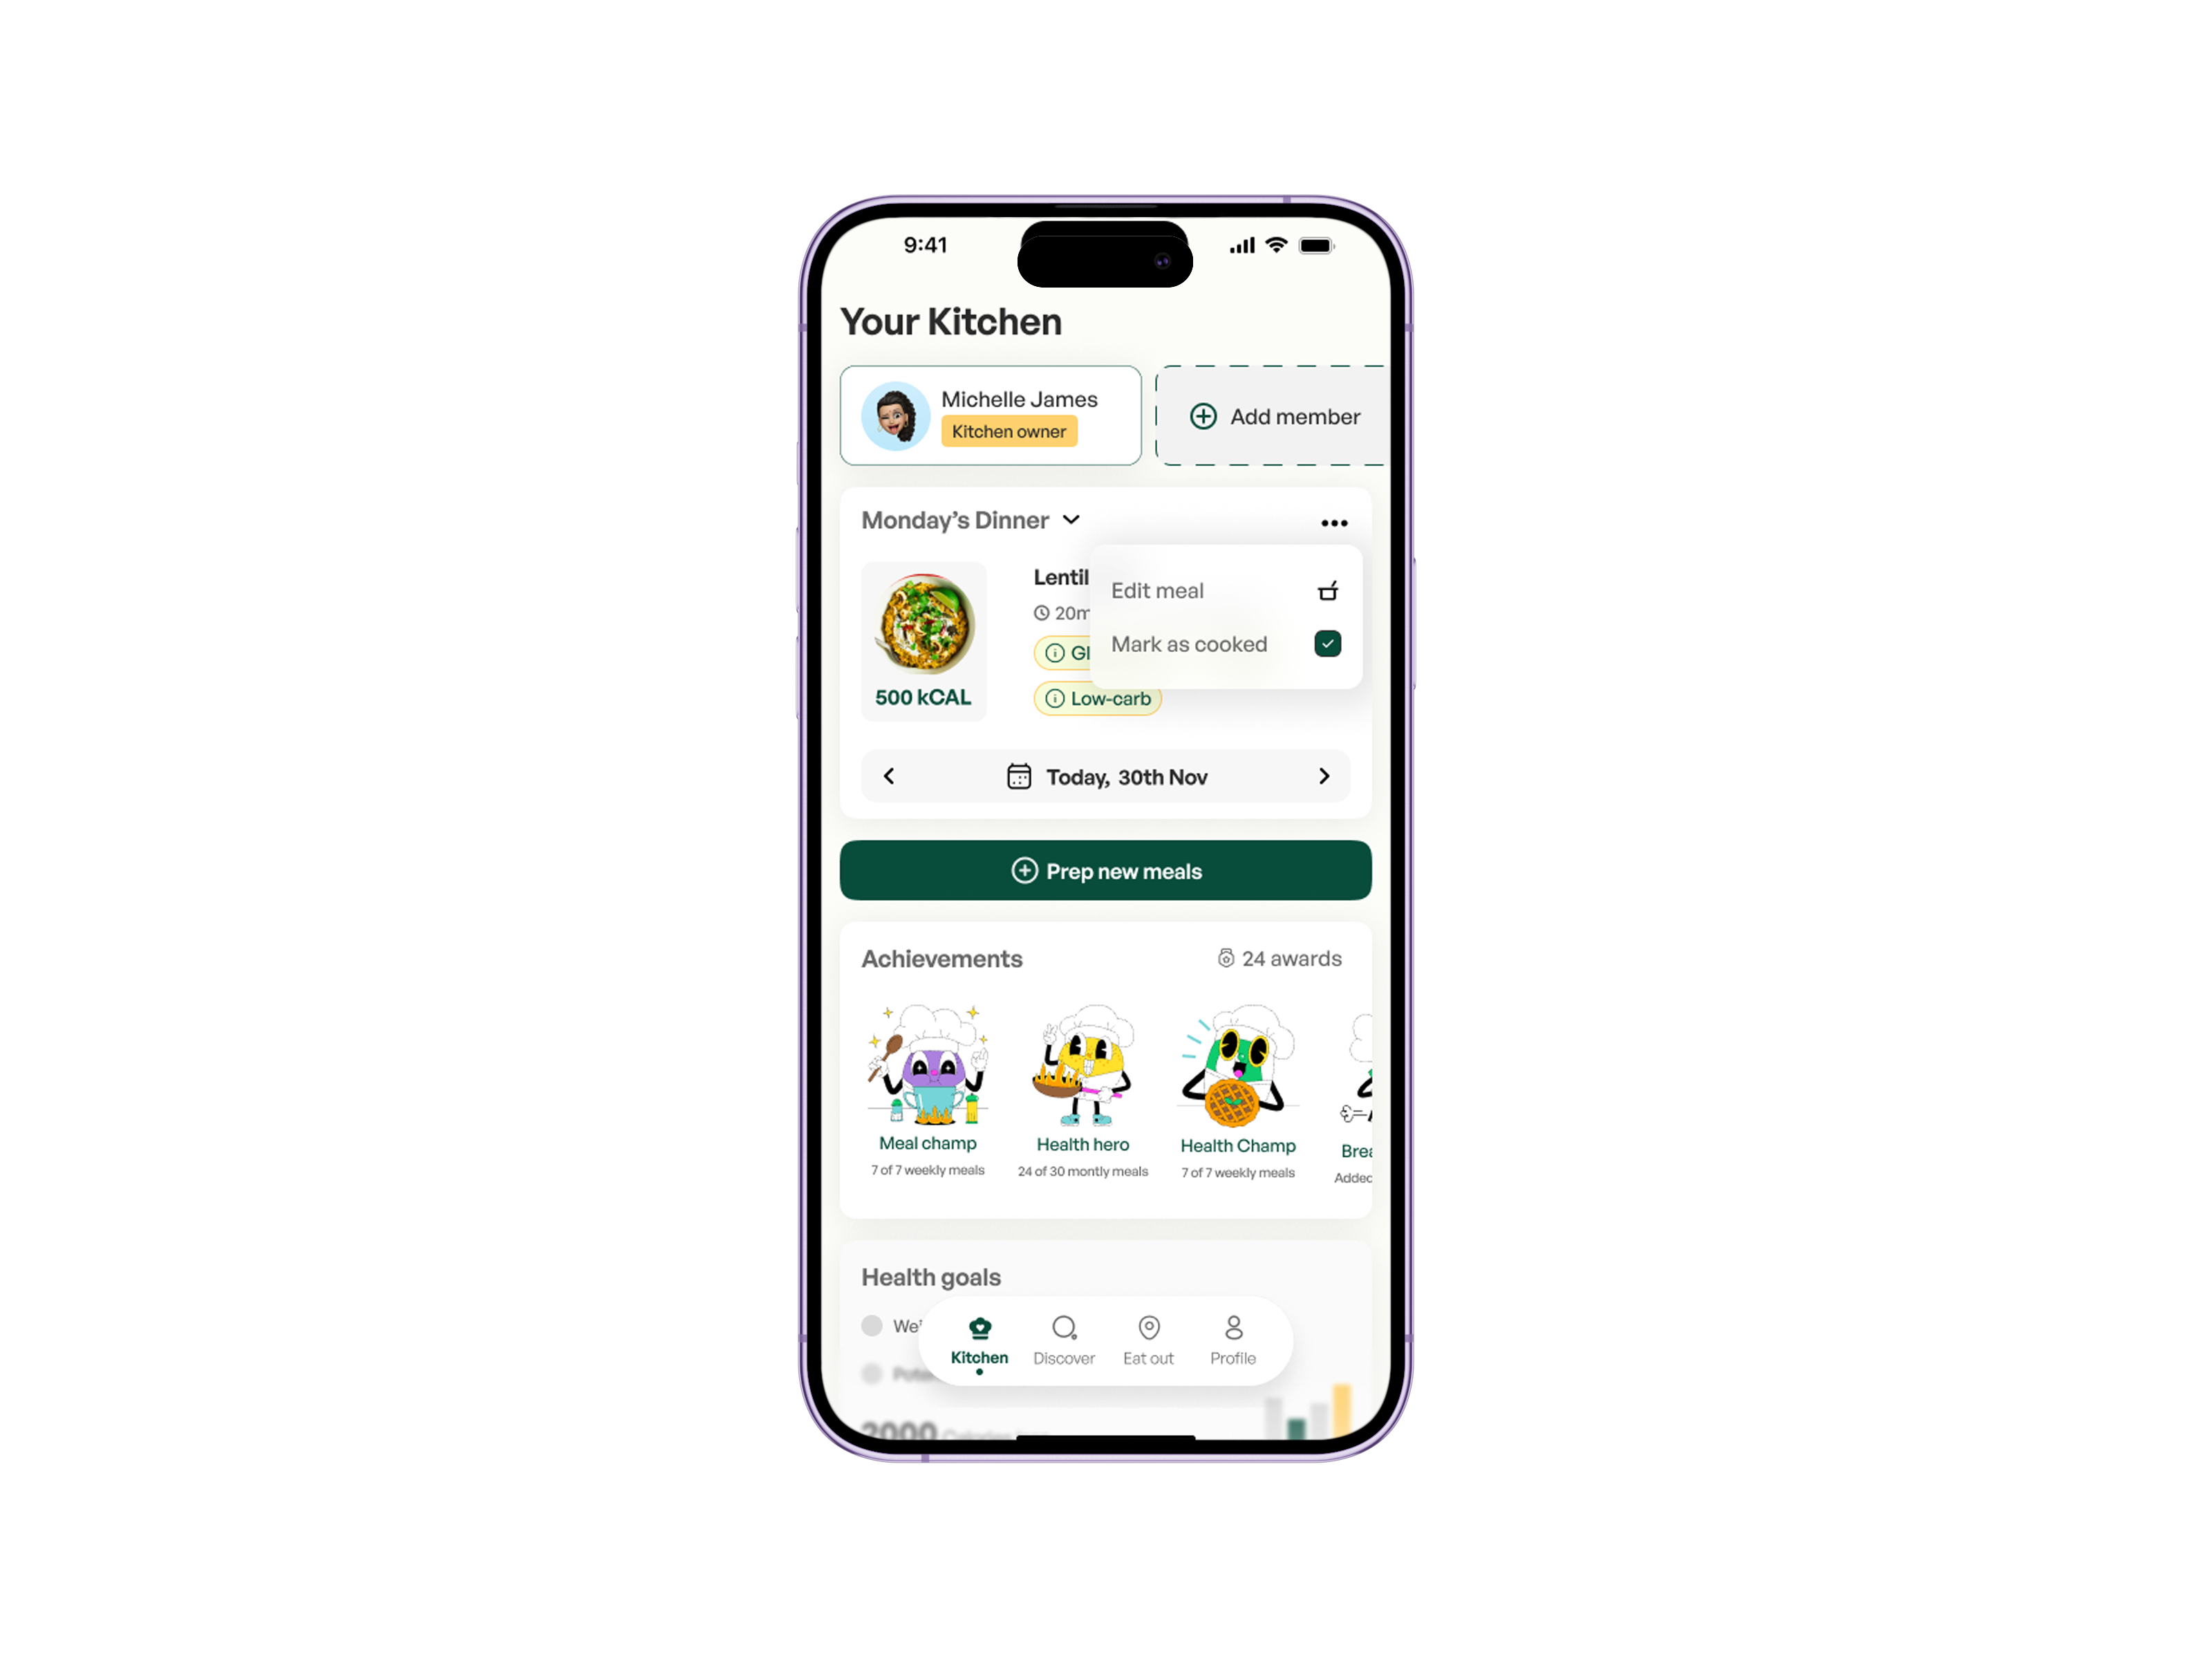 9:41
Your Kitchen
Michelle James
Kitchen owner
Add member
Monday’s Dinner
Lentil
20m
Edit meal
Mark as cooked
Gl
Low-carb
500 kCAL
Today, 30th Nov
Prep new meals
Achievements
24 awards
Meal champ
7 of 7 weekly meals
Health hero
24 of 30 montly meals
Health Champ
7 of 7 weekly meals
Brea
Added
Health goals
Wei
Kitchen
Discover
Eat out
Profile
2000